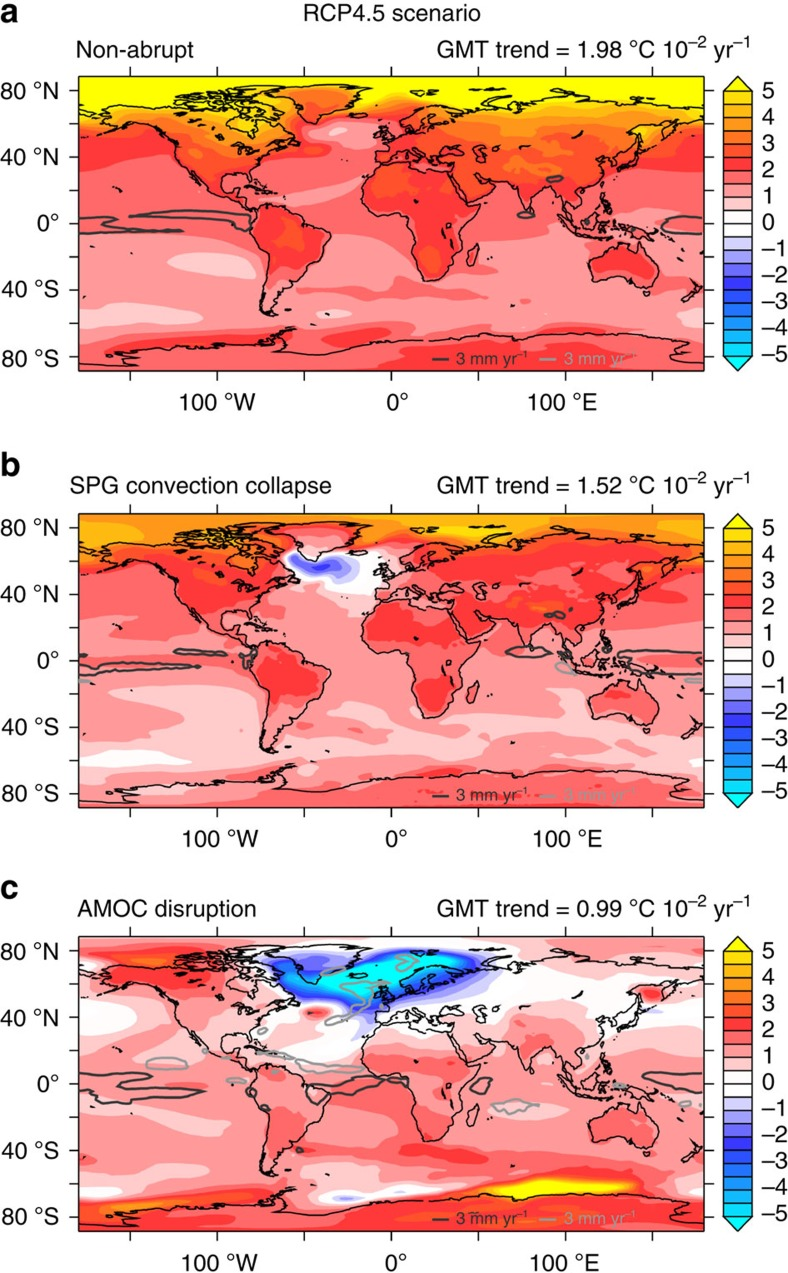 a
RCP4.5 scenario
Non-abrupt GMT trend = 1.98 °C 10⁻² yr⁻¹
80 °N
40 °N
0°
40 °S
80 °S
100 °W 0° 100 °E
3 mm yr⁻¹ 3 mm yr⁻¹
5
4
3
2
1
0
−1
−2
−3
−4
−5
b
SPG convection collapse GMT trend = 1.52 °C 10⁻² yr⁻¹
80 °N
40 °N
0°
40 °S
80 °S
100 °W 0° 100 °E
3 mm yr⁻¹ 3 mm yr⁻¹
5
4
3
2
1
0
−1
−2
−3
−4
−5
c
AMOC disruption GMT trend = 0.99 °C 10⁻² yr⁻¹
80 °N
40 °N
0°
40 °S
80 °S
100 °W 0° 100 °E
3 mm yr⁻¹ 3 mm yr⁻¹
5
4
3
2
1
0
−1
−2
−3
−4
−5